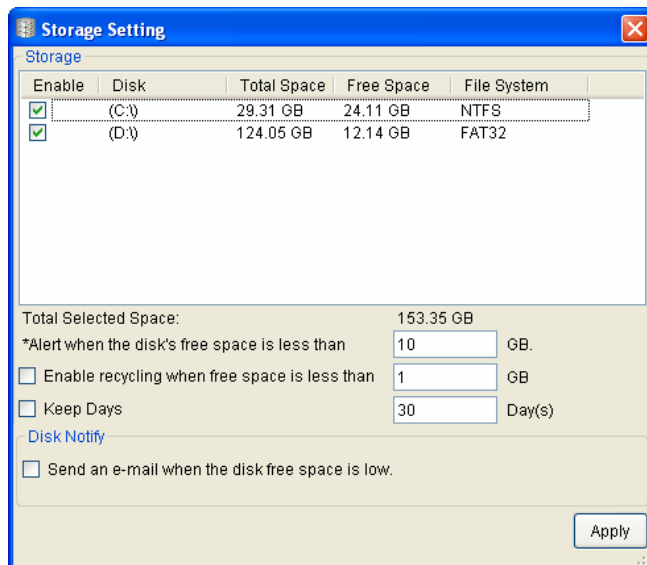 Storage Setting
Storage
Enable Disk Total Space Free Space File System
(C:\) 29.31 GB 24.11 GB NTFS
(D:\) 124.05 GB 12.14 GB FAT32
Total Selected Space: 153.35 GB
*Alert when the disk's free space is less than 10 GB.
Enable recycling when free space is less than 1 GB
Keep Days 30 Day(s)
Disk Notify
Send an e-mail when the disk free space is low.
Apply